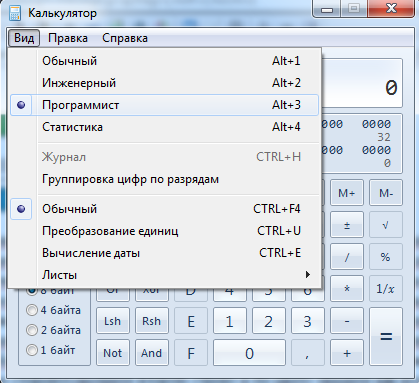 Калькулятор
Вид Правка Справка
Обычный Alt+1
Инженерный Alt+2
Программист Alt+3
Статистика Alt+4
Журнал CTRL+H
Группировка цифр по разрядам
Обычный CTRL+F4
Преобразование единиц CTRL+U
Вычисление даты CTRL+E
Листы
0
0000 0000
32
0000 0000
0
M+ M-
± √
/ %
8 байта Or Xor D 4 5 6 * 1/x
4 байта Lsh Rsh E 1 2 3 - =
2 байта
1 байт Not And F 0 , +